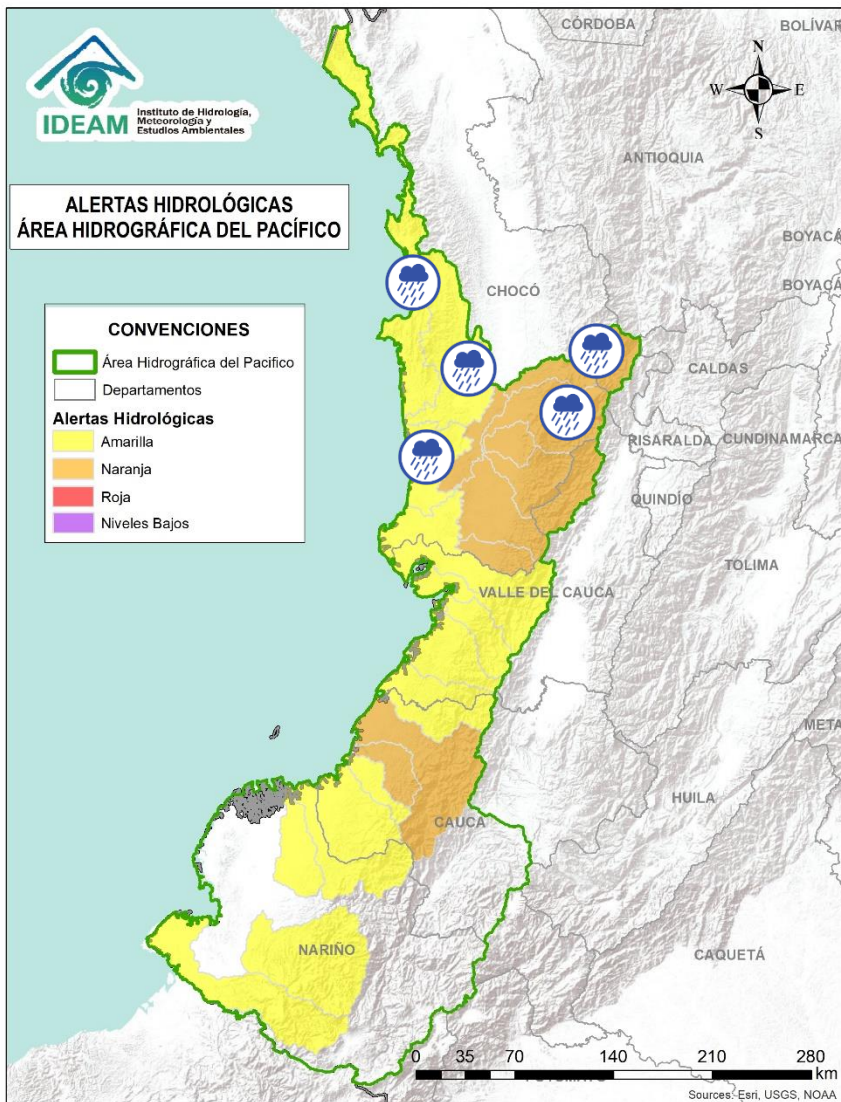 CÓRDOBA
BOLÍVAR
N
W E
S
IDEAM
Instituto de Hidrología,
Meteorología y
Estudios Ambientales
ANTIOQUIA
ALERTAS HIDROLÓGICAS
ÁREA HIDROGRÁFICA DEL PACÍFICO
BOYACÁ
BOYACÁ
CHOCÓ
CONVENCIONES
Área Hidrográfica del Pacifico
Departamentos
Alertas Hidrológicas
Amarilla
Naranja
Roja
Niveles Bajos
CALDAS
RISARALDA
CUNDINAMARCA
QUINDÍO
TOLIMA
VALLE DEL CAUCA
META
HUILA
CAUCA
NARIÑO
CAQUETÁ
0 35 70 140 210 280
km
Sources: Esri, USGS, NOAA